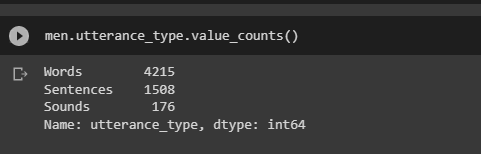 men.utterance_type.value_counts()
Words        4215
Sentences    1508
Sounds        176
Name: utterance_type, dtype: int64